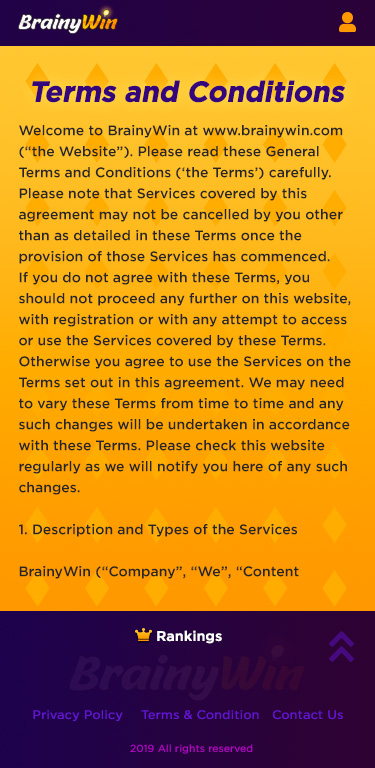 BrainyWin
Terms and Conditions
Welcome to BrainyWin at www.brainywin.com
(“the Website”). Please read these General
Terms and Conditions (‘the Terms’) carefully.
Please note that Services covered by this
agreement may not be cancelled by you other
than as detailed in these Terms once the
provision of those Services has commenced.
If you do not agree with these Terms, you
should not proceed any further on this website,
with registration or with any attempt to access
or use the Services covered by these Terms.
Otherwise you agree to use the Services on the
Terms set out in this agreement. We may need
to vary these Terms from time to time and any
such changes will be undertaken in accordance
with these Terms. Please check this website
regularly as we will notify you here of any such
changes.
1. Description and Types of the Services
BrainyWin (“Company”, “We”, “Content
Rankings
BrainyWin
Privacy Policy Terms & Condition Contact Us
2019 All rights reserved